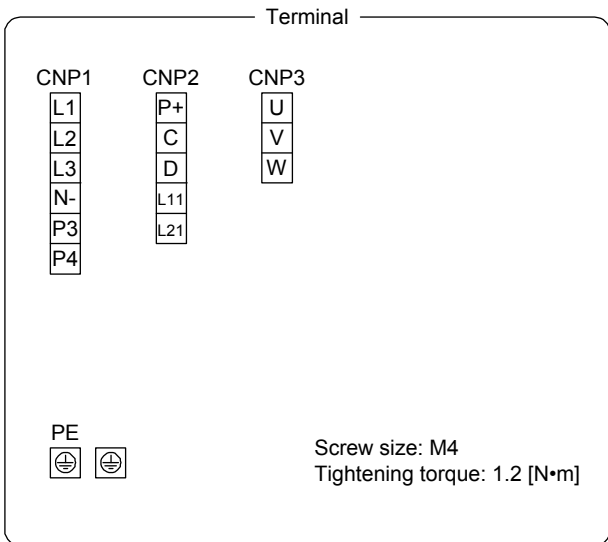 Terminal
CNP1 CNP2 CNP3
L1 P+ U
L2 C V
L3 D W
N- L11
P3 L21
P4
PE
Screw size: M4
Tightening torque: 1.2 [N•m]